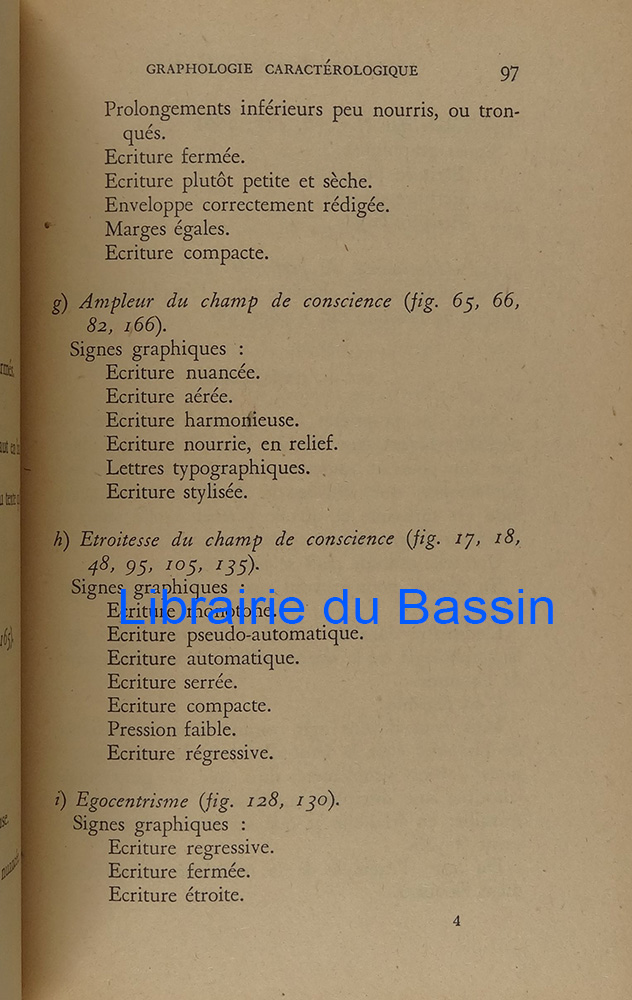 GRAPHOLOGIE CARACTÉROLOGIQUE 97
Prolongements inférieurs peu nourris, ou tron-
qués.
Ecriture fermée.
Ecriture plutôt petite et sèche.
Enveloppe correctement rédigée.
Marges égales.
Ecriture compacte.
g) Ampleur du champ de conscience (fig. 65, 66,
82, 166).
Signes graphiques :
Ecriture nuancée.
Ecriture aérée.
Ecriture harmonieuse.
Ecriture nourrie, en relief.
Lettres typographiques.
Ecriture stylisée.
h) Etroitesse du champ de conscience (fig. 17, 18,
48, 95, 105, 135).
Signes graphiques
Librairie du Bassin
Ecriture monotone.
Ecriture pseudo-automatique.
Ecriture automatique.
Ecriture serrée.
Ecriture compacte.
Pression faible.
Ecriture régressive.
i) Egocentrisme (fig. 128, 130).
Signes graphiques :
Ecriture regressive.
Ecriture fermée.
Ecriture étroite.
4